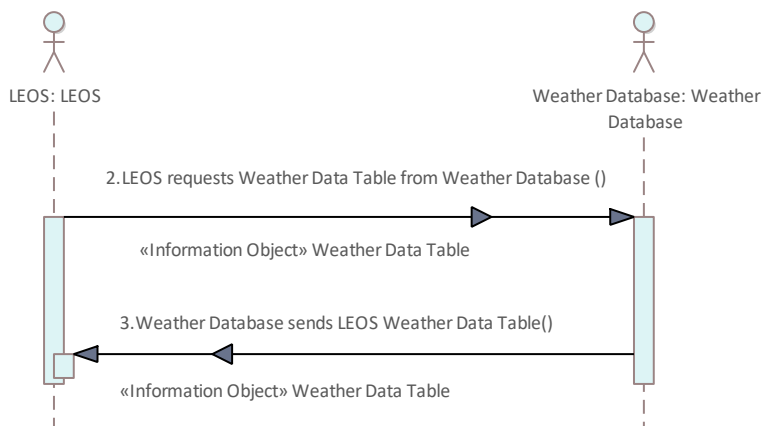 LEOS: LEOS
Weather Database: Weather
Database
2.LEOS requests Weather Data Table from Weather Database ()
«Information Object» Weather Data Table
3.Weather Database sends LEOS Weather Data Table()
«Information Object» Weather Data Table